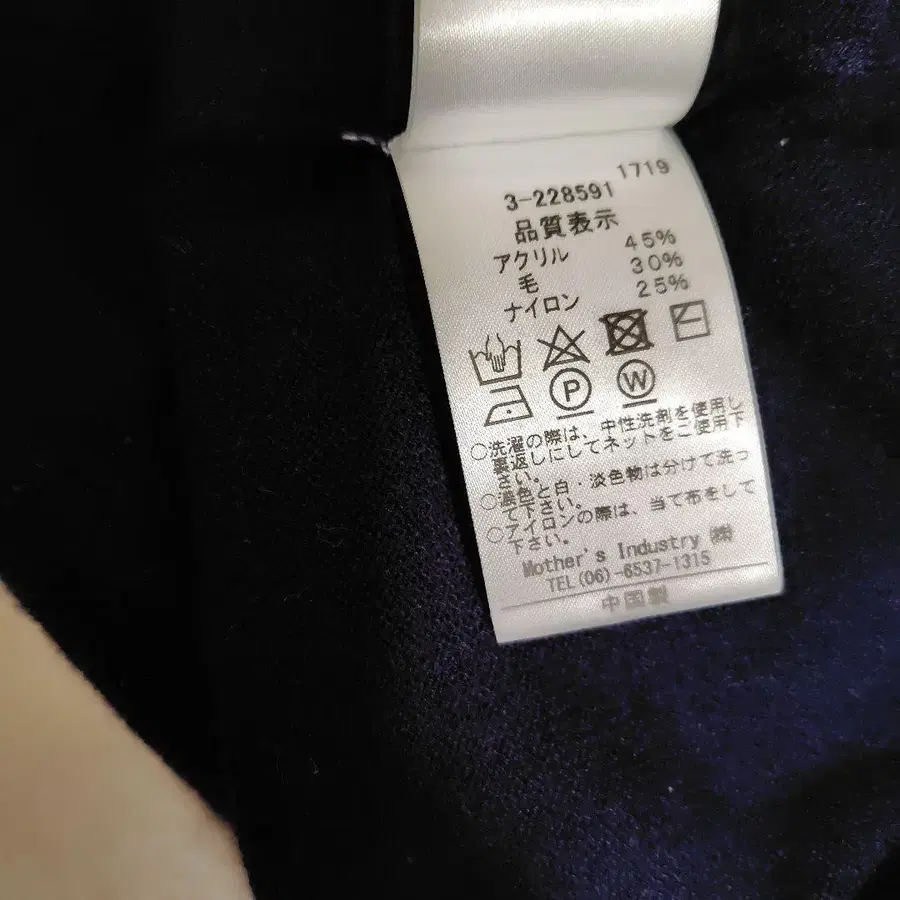 1719
3-228591
品質表示
アクリル 45%
毛 30%
ナイロン 25%
P W
○洗濯の際は、中性洗剤を使用し
裏返しにしてネットをご使用下
さい。
○濃色と白・淡色物は分けて洗っ
て下さい。
○アイロンの際は、当て布をして
下さい。
Mother's Industry ㈱
TEL(06)-6537-1315
中国製